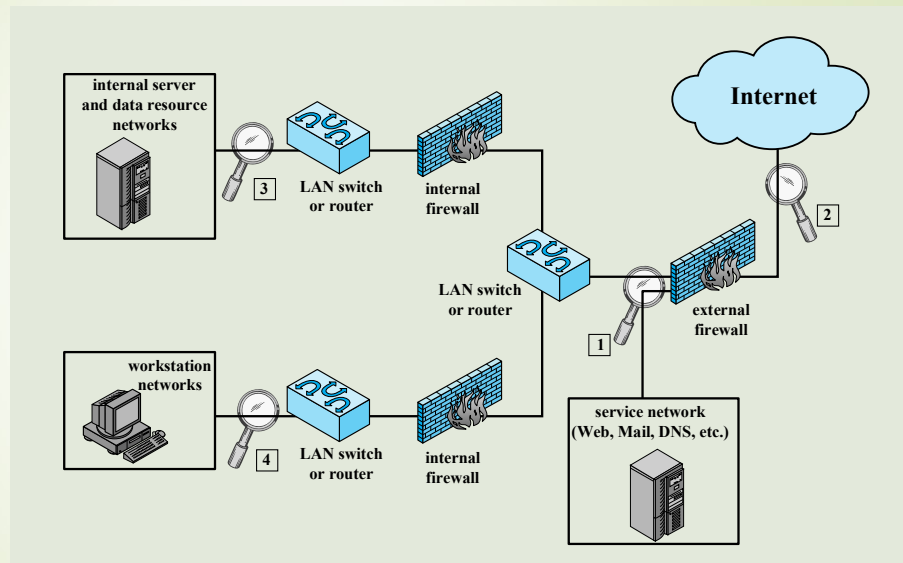 internal server
and data resource
networks
3
LAN switch
or router
internal
firewall
Internet
2
LAN switch
or router
1
external
firewall
workstation
networks
4
LAN switch
or router
internal
firewall
service network
(Web, Mail, DNS, etc.)